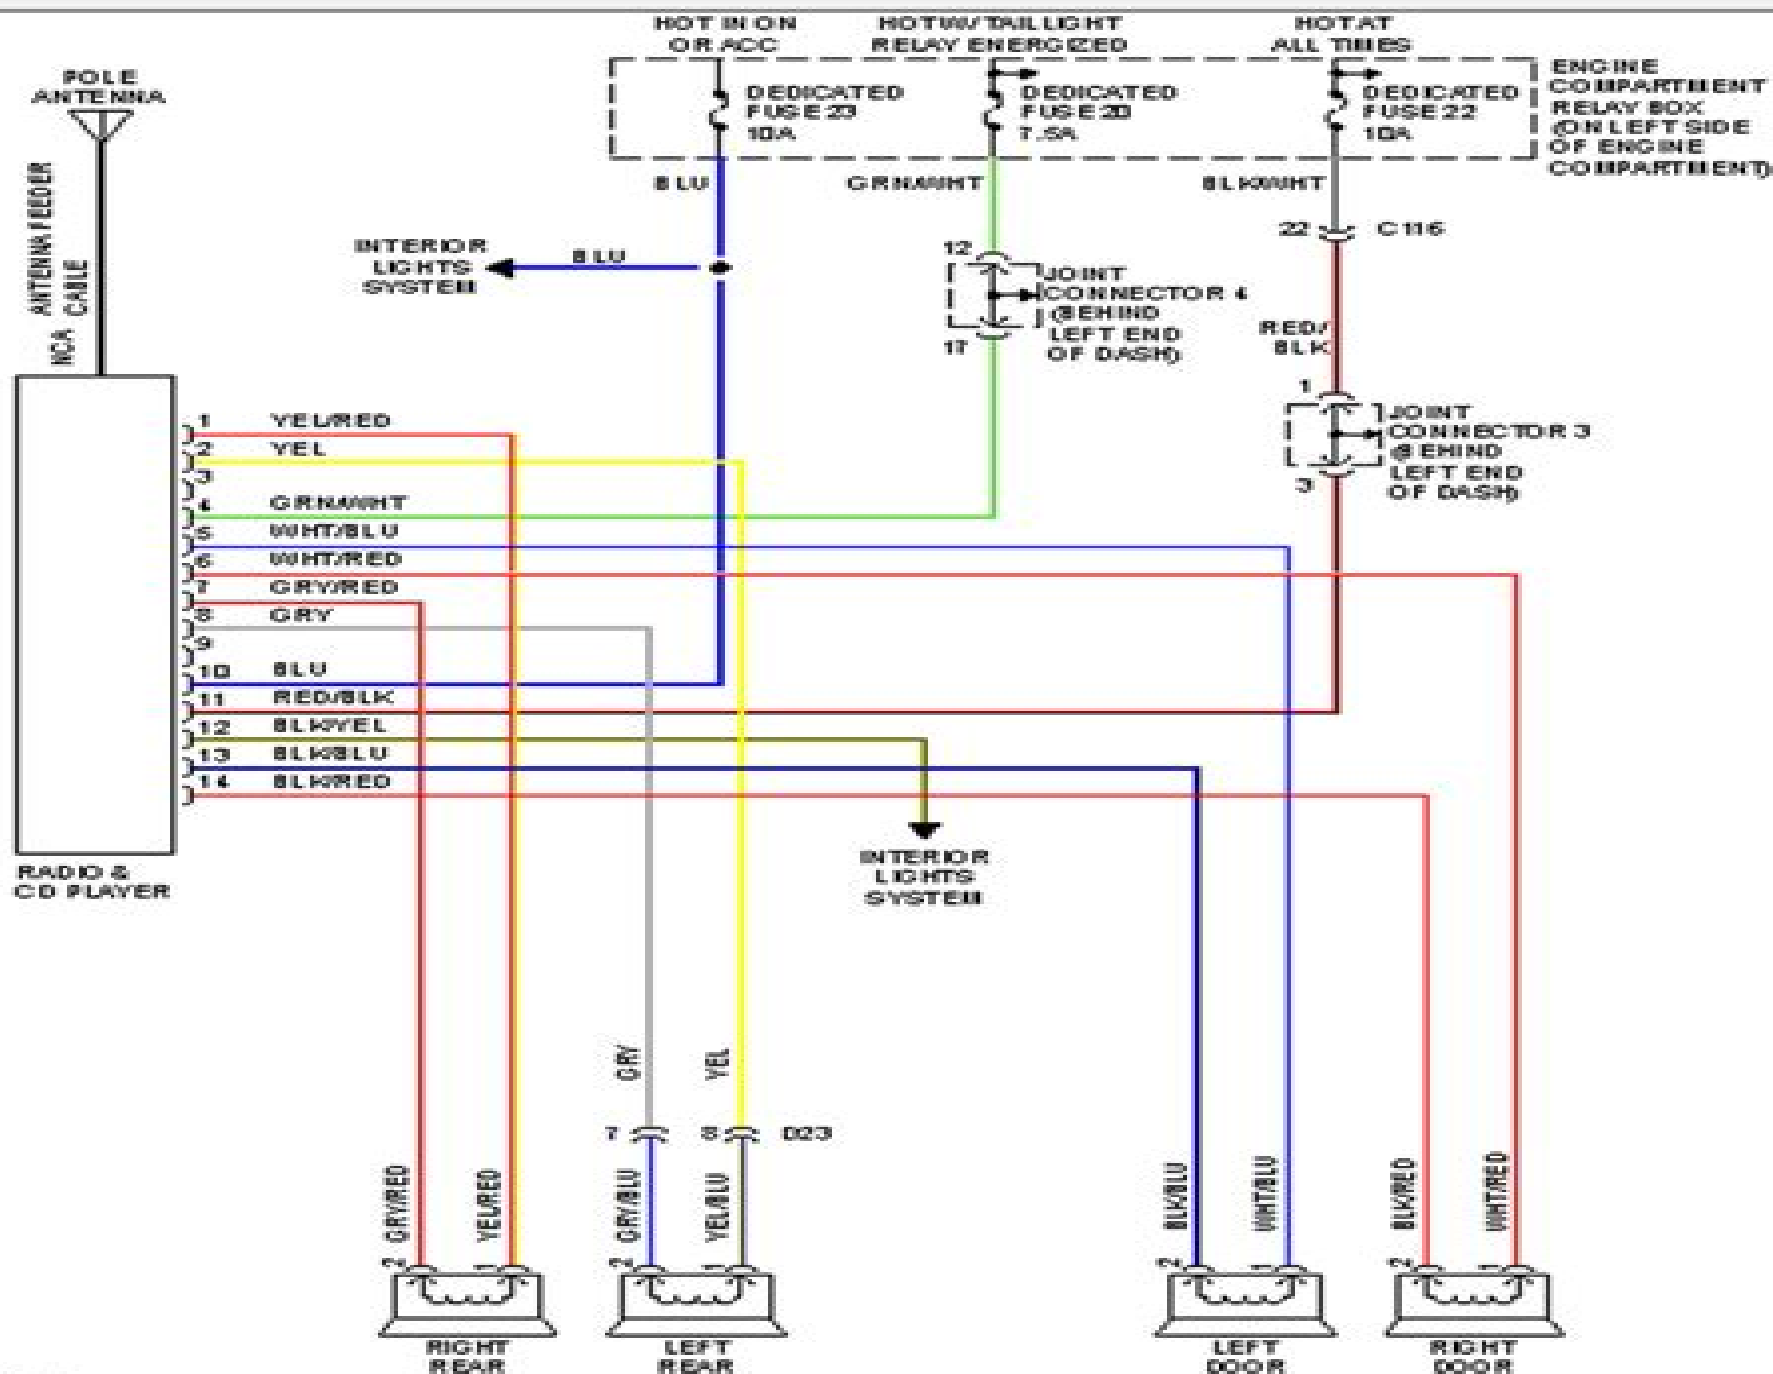 HOT IN ON
OR ACC
HOT W/ TAIL LIGHT
RELAY ENERGIZED
HOT AT
ALL TIMES
POLE
ANTENNA
DEDICATED
FUSE 23
10A
DEDICATED
FUSE 20
7.5A
DEDICATED
FUSE 22
10A
ENGINE
COMPARTMENT
RELAY BOX
(ON LEFT SIDE
OF ENGINE
COMPARTMENT)
ANTENNA FEEDER
CABLE
NCA
BLU
GRN/WHT
BLK/WHT
22
C116
INTERIOR
LIGHTS
SYSTEM
BLU
12
JOINT
CONNECTOR 4
(BEHIND
LEFT END
OF DASH)
17
RED/
BLK
1
JOINT
CONNECTOR 3
(BEHIND
LEFT END
OF DASH)
3
1 YEL/RED
2 YEL
3
4 GRN/WHT
5 WHT/BLU
6 WHT/RED
7 GRY/RED
8 GRY
9
10 BLU
11 RED/BLK
12 BLK/YEL
13 BLK/BLU
14 BLK/RED
RADIO &
CD PLAYER
INTERIOR
LIGHTS
SYSTEM
GRY
YEL
7
8
D23
GRY/RED
YEL/RED
GRY/BLU
YEL/BLU
BLK/BLU
WHT/BLU
BLK/RED
WHT/RED
2
1
2
1
2
1
2
1
RIGHT
REAR
LEFT
REAR
LEFT
DOOR
RIGHT
DOOR